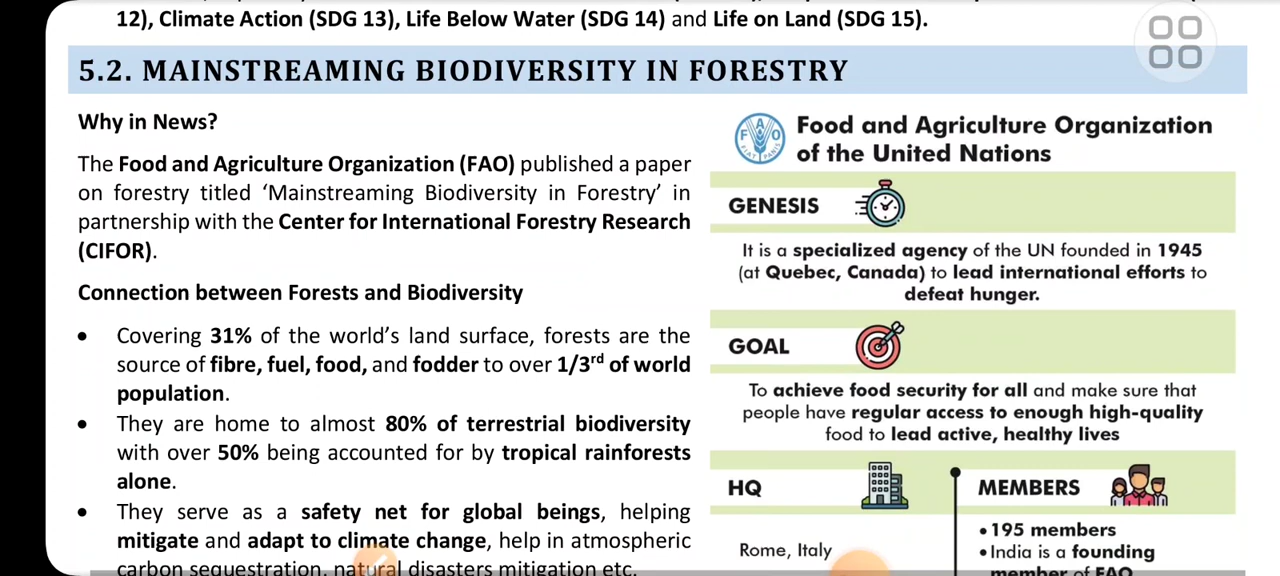 12), Climate Action (SDG 13), Life Below Water (SDG 14) and Life on Land (SDG 15).
5.2. MAINSTREAMING BIODIVERSITY IN FORESTRY
Why in News?
The Food and Agriculture Organization (FAO) published a paper
on forestry titled ‘Mainstreaming Biodiversity in Forestry’ in
partnership with the Center for International Forestry Research
(CIFOR).
Connection between Forests and Biodiversity
• Covering 31% of the world’s land surface, forests are the
source of fibre, fuel, food, and fodder to over 1/3rd of world
population.
• They are home to almost 80% of terrestrial biodiversity
with over 50% being accounted for by tropical rainforests
alone.
• They serve as a safety net for global beings, helping
mitigate and adapt to climate change, help in atmospheric
carbon sequestration, natural disasters mitigation etc.
FAO
FIAT PANIS
Food and Agriculture Organization
of the United Nations
GENESIS
It is a specialized agency of the UN founded in 1945
(at Quebec, Canada) to lead international efforts to
defeat hunger.
GOAL
To achieve food security for all and make sure that
people have regular access to enough high-quality
food to lead active, healthy lives
HQ
Rome, Italy
MEMBERS
• 195 members
• India is a founding
member of FAO